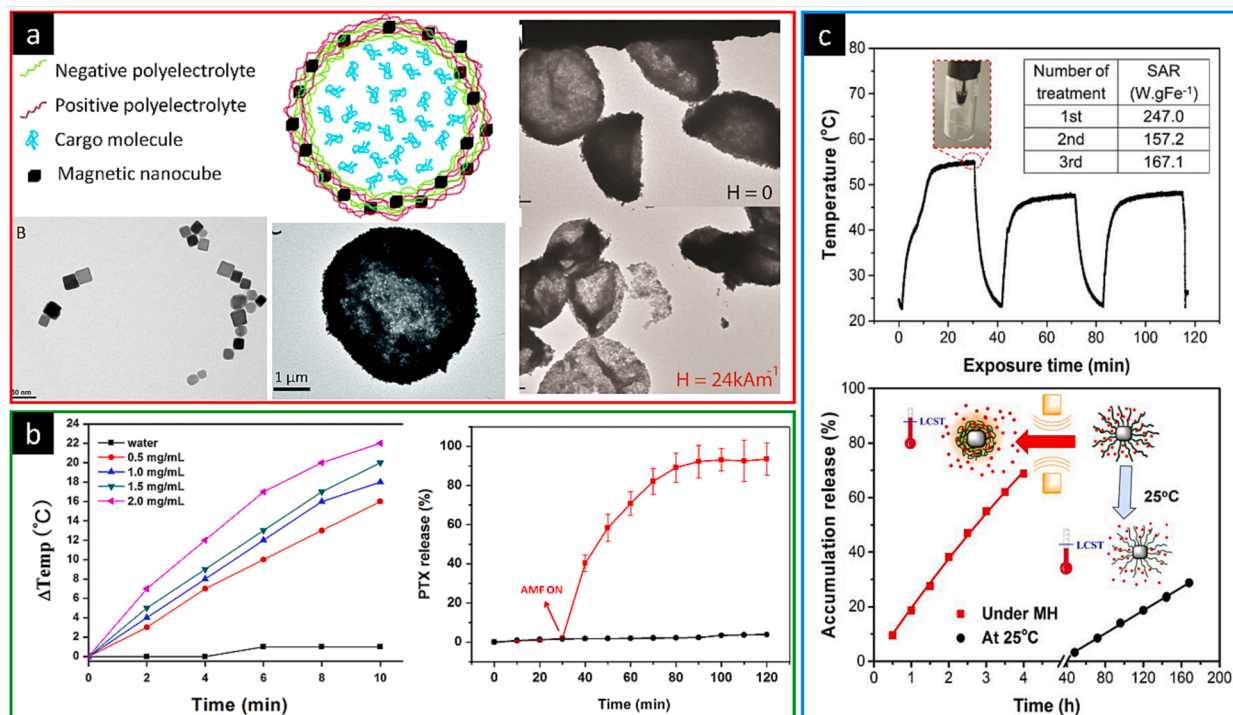 a
Negative polyelectrolyte
Positive polyelectrolyte
Cargo molecule
Magnetic nanocube
H = 0
B
1 µm
H = 24kAm⁻¹
b
24
22
20
18
16
14
12
10
8
6
4
2
0
ΔTemp (°C)
water
0.5 mg/mL
1.0 mg/mL
1.5 mg/mL
2.0 mg/mL
0 2 4 6 8 10
Time (min)
100
80
60
40
20
0
PTX release (%)
AMF ON
0 20 40 60 80 100 120
Time (min)
c
80
70
60
50
40
30
20
Temperature (°C)
Number of treatment SAR (W.gFe⁻¹)
1st 247.0
2nd 157.2
3rd 167.1
0 20 40 60 80 100 120
Exposure time (min)
100
80
60
40
20
0
Accumulation release (%)
LCST
25°C
LCST
Under MH
At 25°C
0 1 2 3 4 40 80 120 160 200
Time (h)